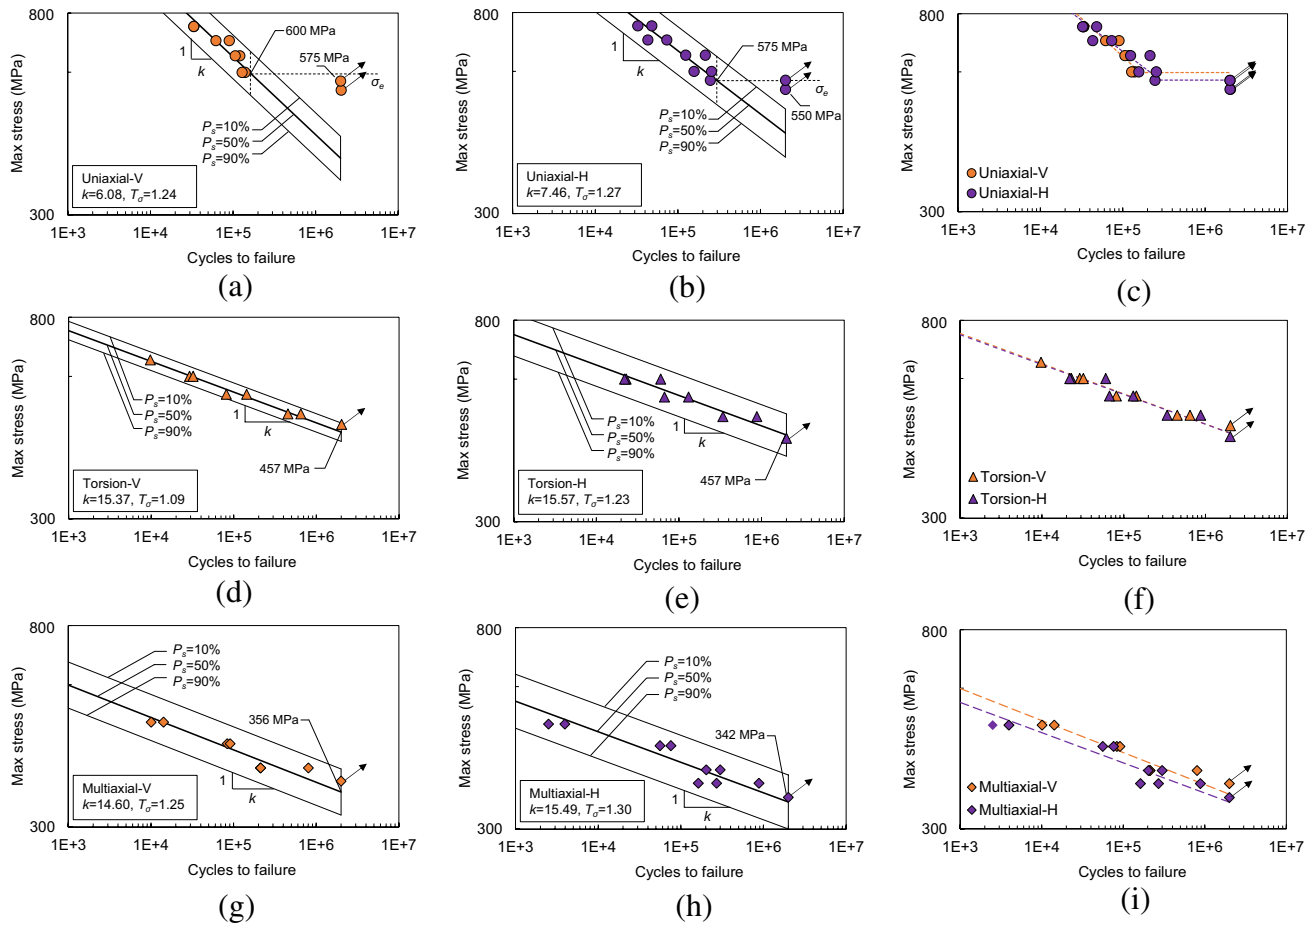 800
600 MPa
575 MPa
1
k
σe
Ps=10%
Ps=50%
Ps=90%
Uniaxial-V
k=6.08, Tσ=1.24
300
1E+3 1E+4 1E+5 1E+6 1E+7
Max stress (MPa)
Cycles to failure
(a)
800
575 MPa
1
k
σe
550 MPa
Ps=10%
Ps=50%
Ps=90%
Uniaxial-H
k=7.46, Tσ=1.27
300
1E+3 1E+4 1E+5 1E+6 1E+7
Max stress (MPa)
Cycles to failure
(b)
800
Uniaxial-V
Uniaxial-H
300
1E+3 1E+4 1E+5 1E+6 1E+7
Max stress (MPa)
Cycles to failure
(c)
800
Ps=10%
Ps=50%
Ps=90%
1
k
457 MPa
Torsion-V
k=15.37, Tσ=1.09
300
1E+3 1E+4 1E+5 1E+6 1E+7
Max stress (MPa)
Cycles to failure
(d)
800
Ps=10%
Ps=50%
Ps=90%
1
k
457 MPa
Torsion-H
k=15.57, Tσ=1.23
300
1E+3 1E+4 1E+5 1E+6 1E+7
Max stress (MPa)
Cycles to failure
(e)
800
Torsion-V
Torsion-H
300
1E+3 1E+4 1E+5 1E+6 1E+7
Max stress (MPa)
Cycles to failure
(f)
800
Ps=10%
Ps=50%
Ps=90%
356 MPa
1
k
Multiaxial-V
k=14.60, Tσ=1.25
300
1E+3 1E+4 1E+5 1E+6 1E+7
Max stress (MPa)
Cycles to failure
(g)
800
Ps=10%
Ps=50%
Ps=90%
342 MPa
1
k
Multiaxial-H
k=15.49, Tσ=1.30
300
1E+3 1E+4 1E+5 1E+6 1E+7
Max stress (MPa)
Cycles to failure
(h)
800
Multiaxial-V
Multiaxial-H
300
1E+3 1E+4 1E+5 1E+6 1E+7
Max stress (MPa)
Cycles to failure
(i)